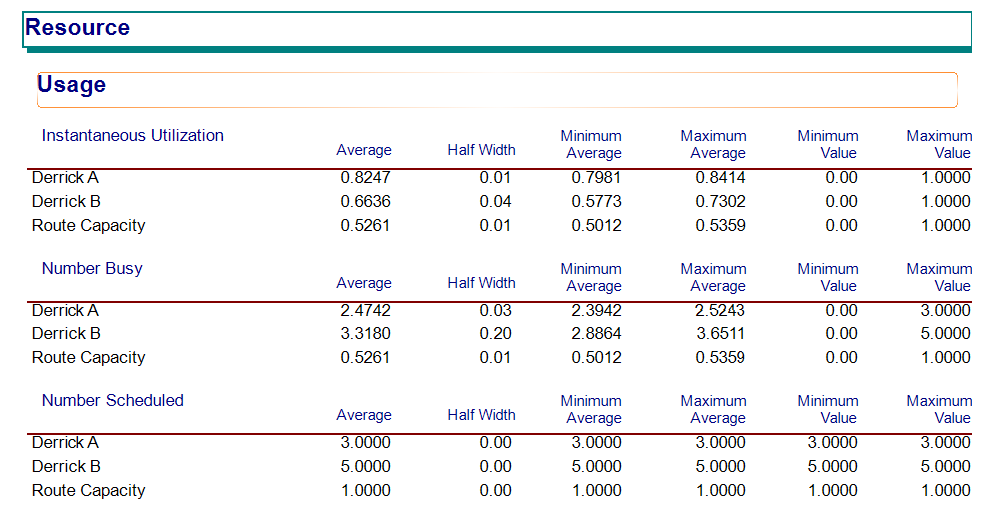 Resource
Usage
Instantaneous Utilization Average Half Width Minimum Average Maximum Average Minimum Value Maximum Value
Derrick A 0.8247 0.01 0.7981 0.8414 0.00 1.0000
Derrick B 0.6636 0.04 0.5773 0.7302 0.00 1.0000
Route Capacity 0.5261 0.01 0.5012 0.5359 0.00 1.0000
Number Busy Average Half Width Minimum Average Maximum Average Minimum Value Maximum Value
Derrick A 2.4742 0.03 2.3942 2.5243 0.00 3.0000
Derrick B 3.3180 0.20 2.8864 3.6511 0.00 5.0000
Route Capacity 0.5261 0.01 0.5012 0.5359 0.00 1.0000
Number Scheduled Average Half Width Minimum Average Maximum Average Minimum Value Maximum Value
Derrick A 3.0000 0.00 3.0000 3.0000 3.0000 3.0000
Derrick B 5.0000 0.00 5.0000 5.0000 5.0000 5.0000
Route Capacity 1.0000 0.00 1.0000 1.0000 1.0000 1.0000